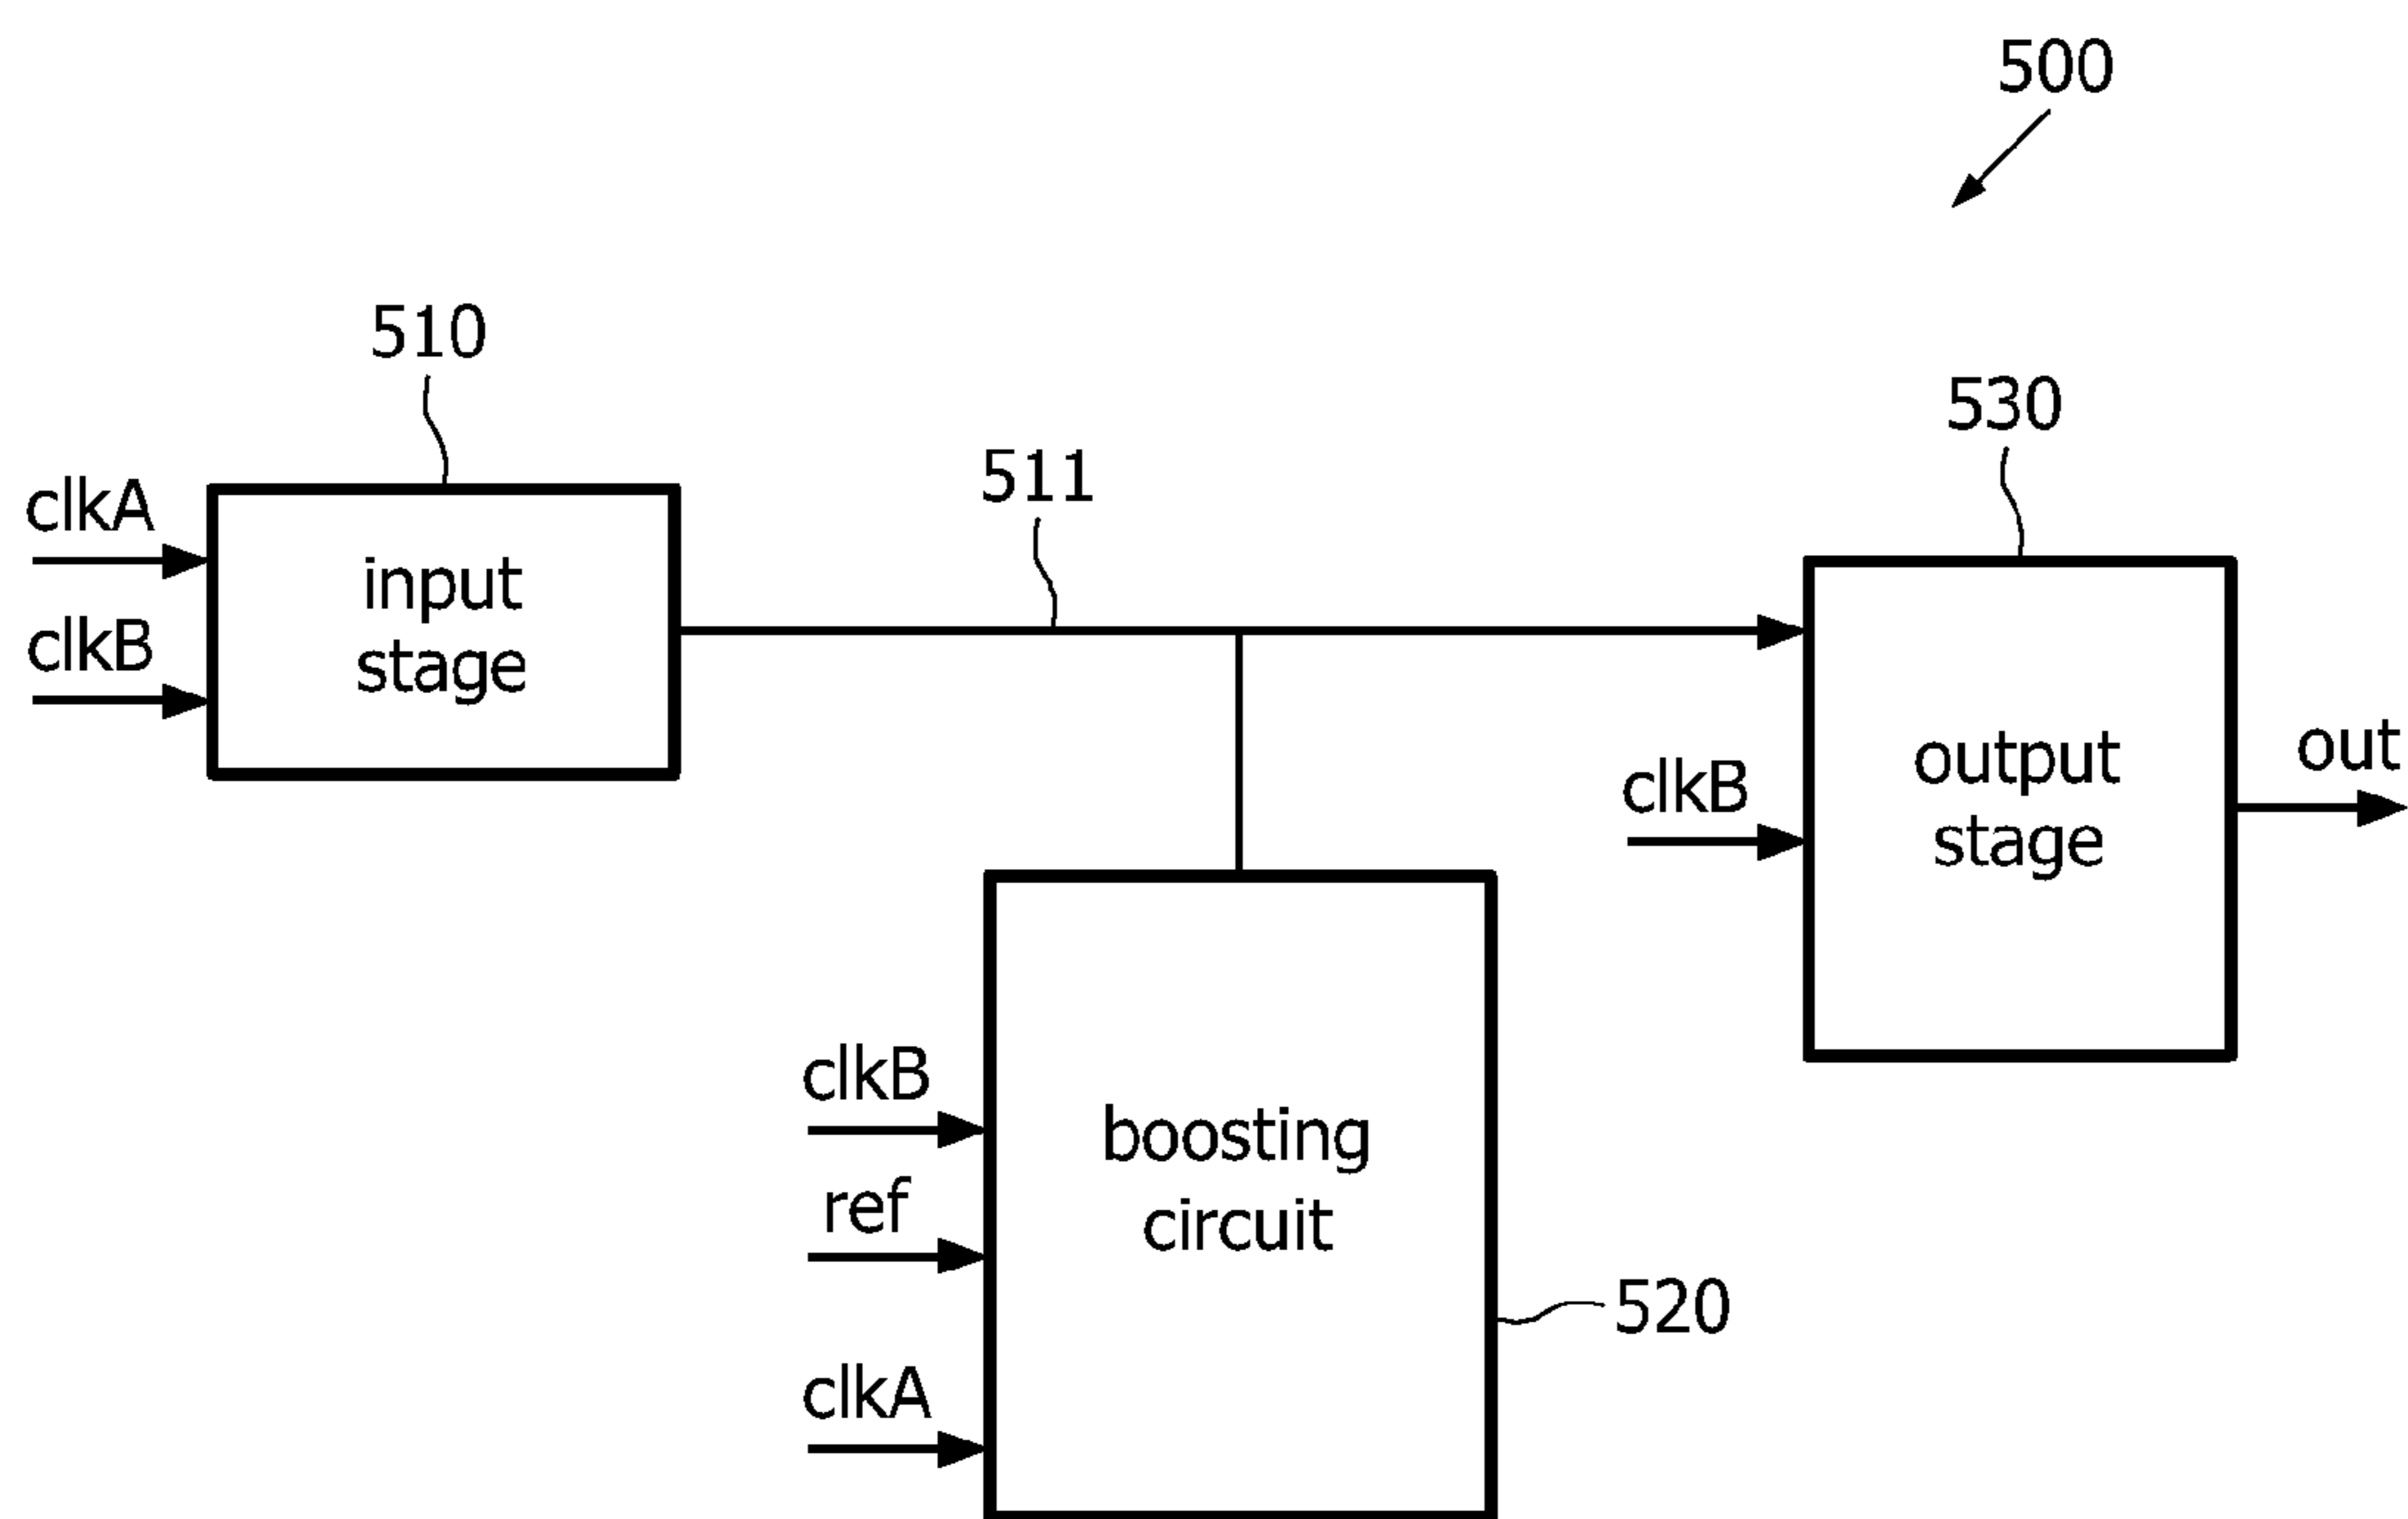 500
510
530
511
clkA
input
clkB
stage
out
clkB
output
stage
clkB
boosting
ref
circuit
520
clkA